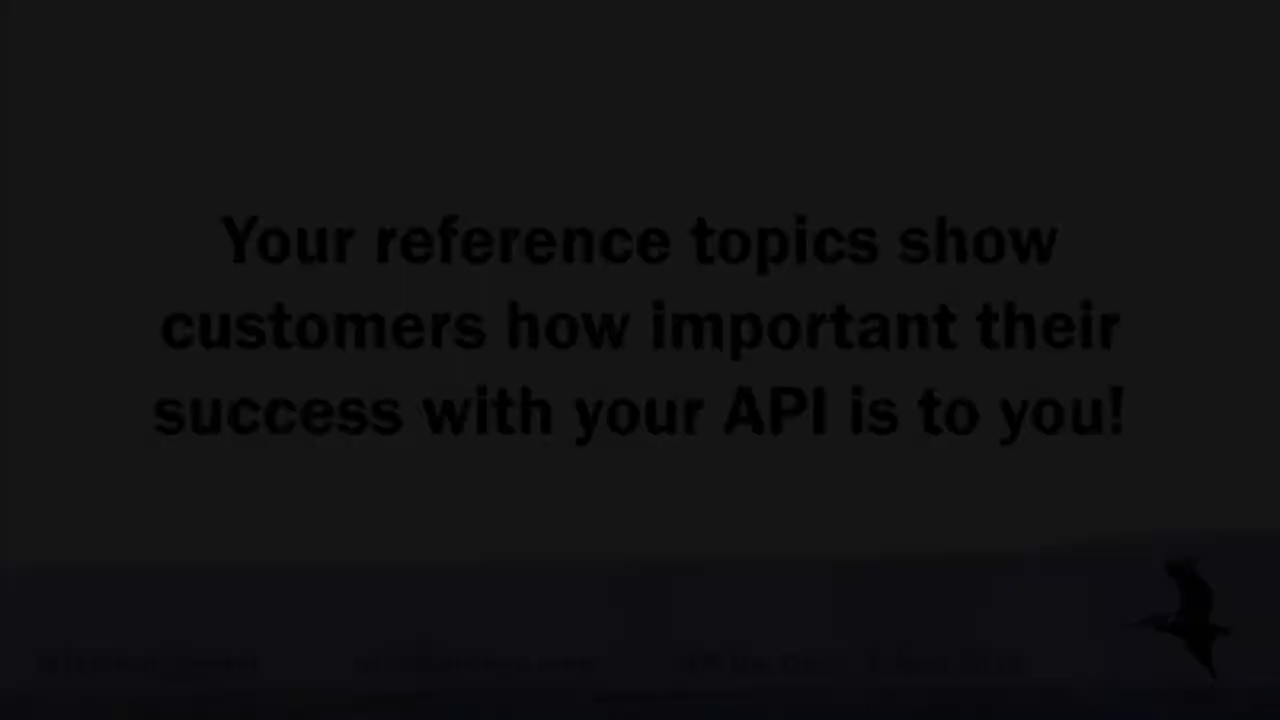 Your reference topics show
customers how important their
success with your API is to you!